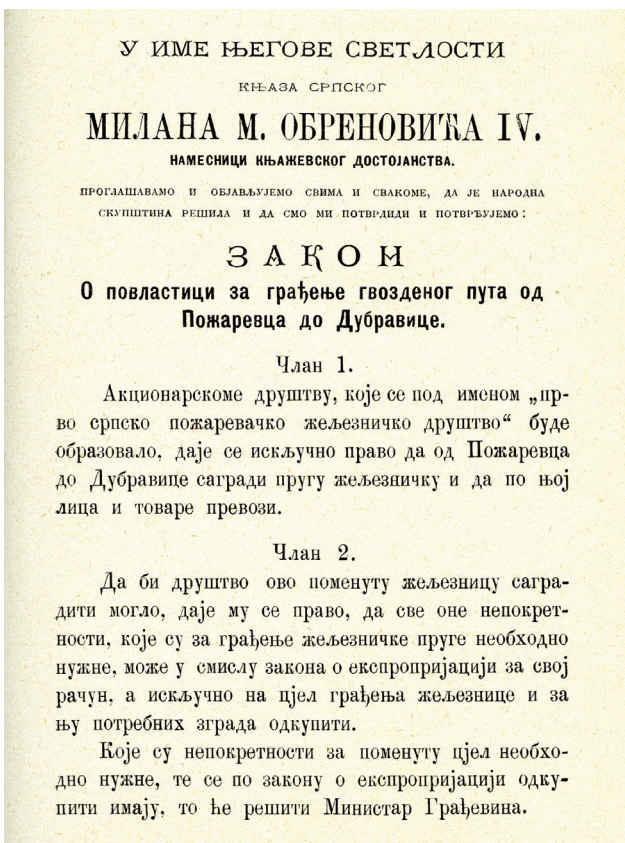 У ИМЕ ЊЕГОВЕ СВЕТЛОСТИ
КЊАЗА СРПСКОГ
МИЛАНА М. ОБРЕНОВИЋА IV.
НАМЕСНИЦИ КЊАЖЕВСКОГ ДОСТОЈАНСТВА.
ПРОГЛАШАВАМО И ОБЈАВЉУЈЕМО СВИМА И СВАКОМЕ, ДА ЈЕ НАРОДНА
СКУПШТИНА РЕШИЛА И ДА СМО МИ ПОТВРДИДИ И ПОТВРЂУЈЕМО:
ЗАКОН
О повластици за грађење гвозденог пута од
Пожаревца до Дубравице.
Члан 1.
Акционарскоме друштву, које се под именом „пр-
во српско пожаревачко жељезничко друштво“ буде
образовало, даје се искључно право да од Пожаревца
до Дубравице сагради пругу жељезничку и да по њој
лица и товаре превози.
Члан 2.
Да би друштво ово поменуту жељезницу сагра-
дити могло, даје му се право, да све оне непокрет-
ности, које су за грађење жељезничке пруге необходно
нужне, може у смислу закона о експропријацији за свој
рачун, а искључно на цјел грађења жељезнице и за
њу потребних зграда одкупити.
Које су непокретности за поменуту цјел необхо-
дно нужне, те се по закону о експропријацији одку-
пити имају, то ће решити Министар Грађевина.